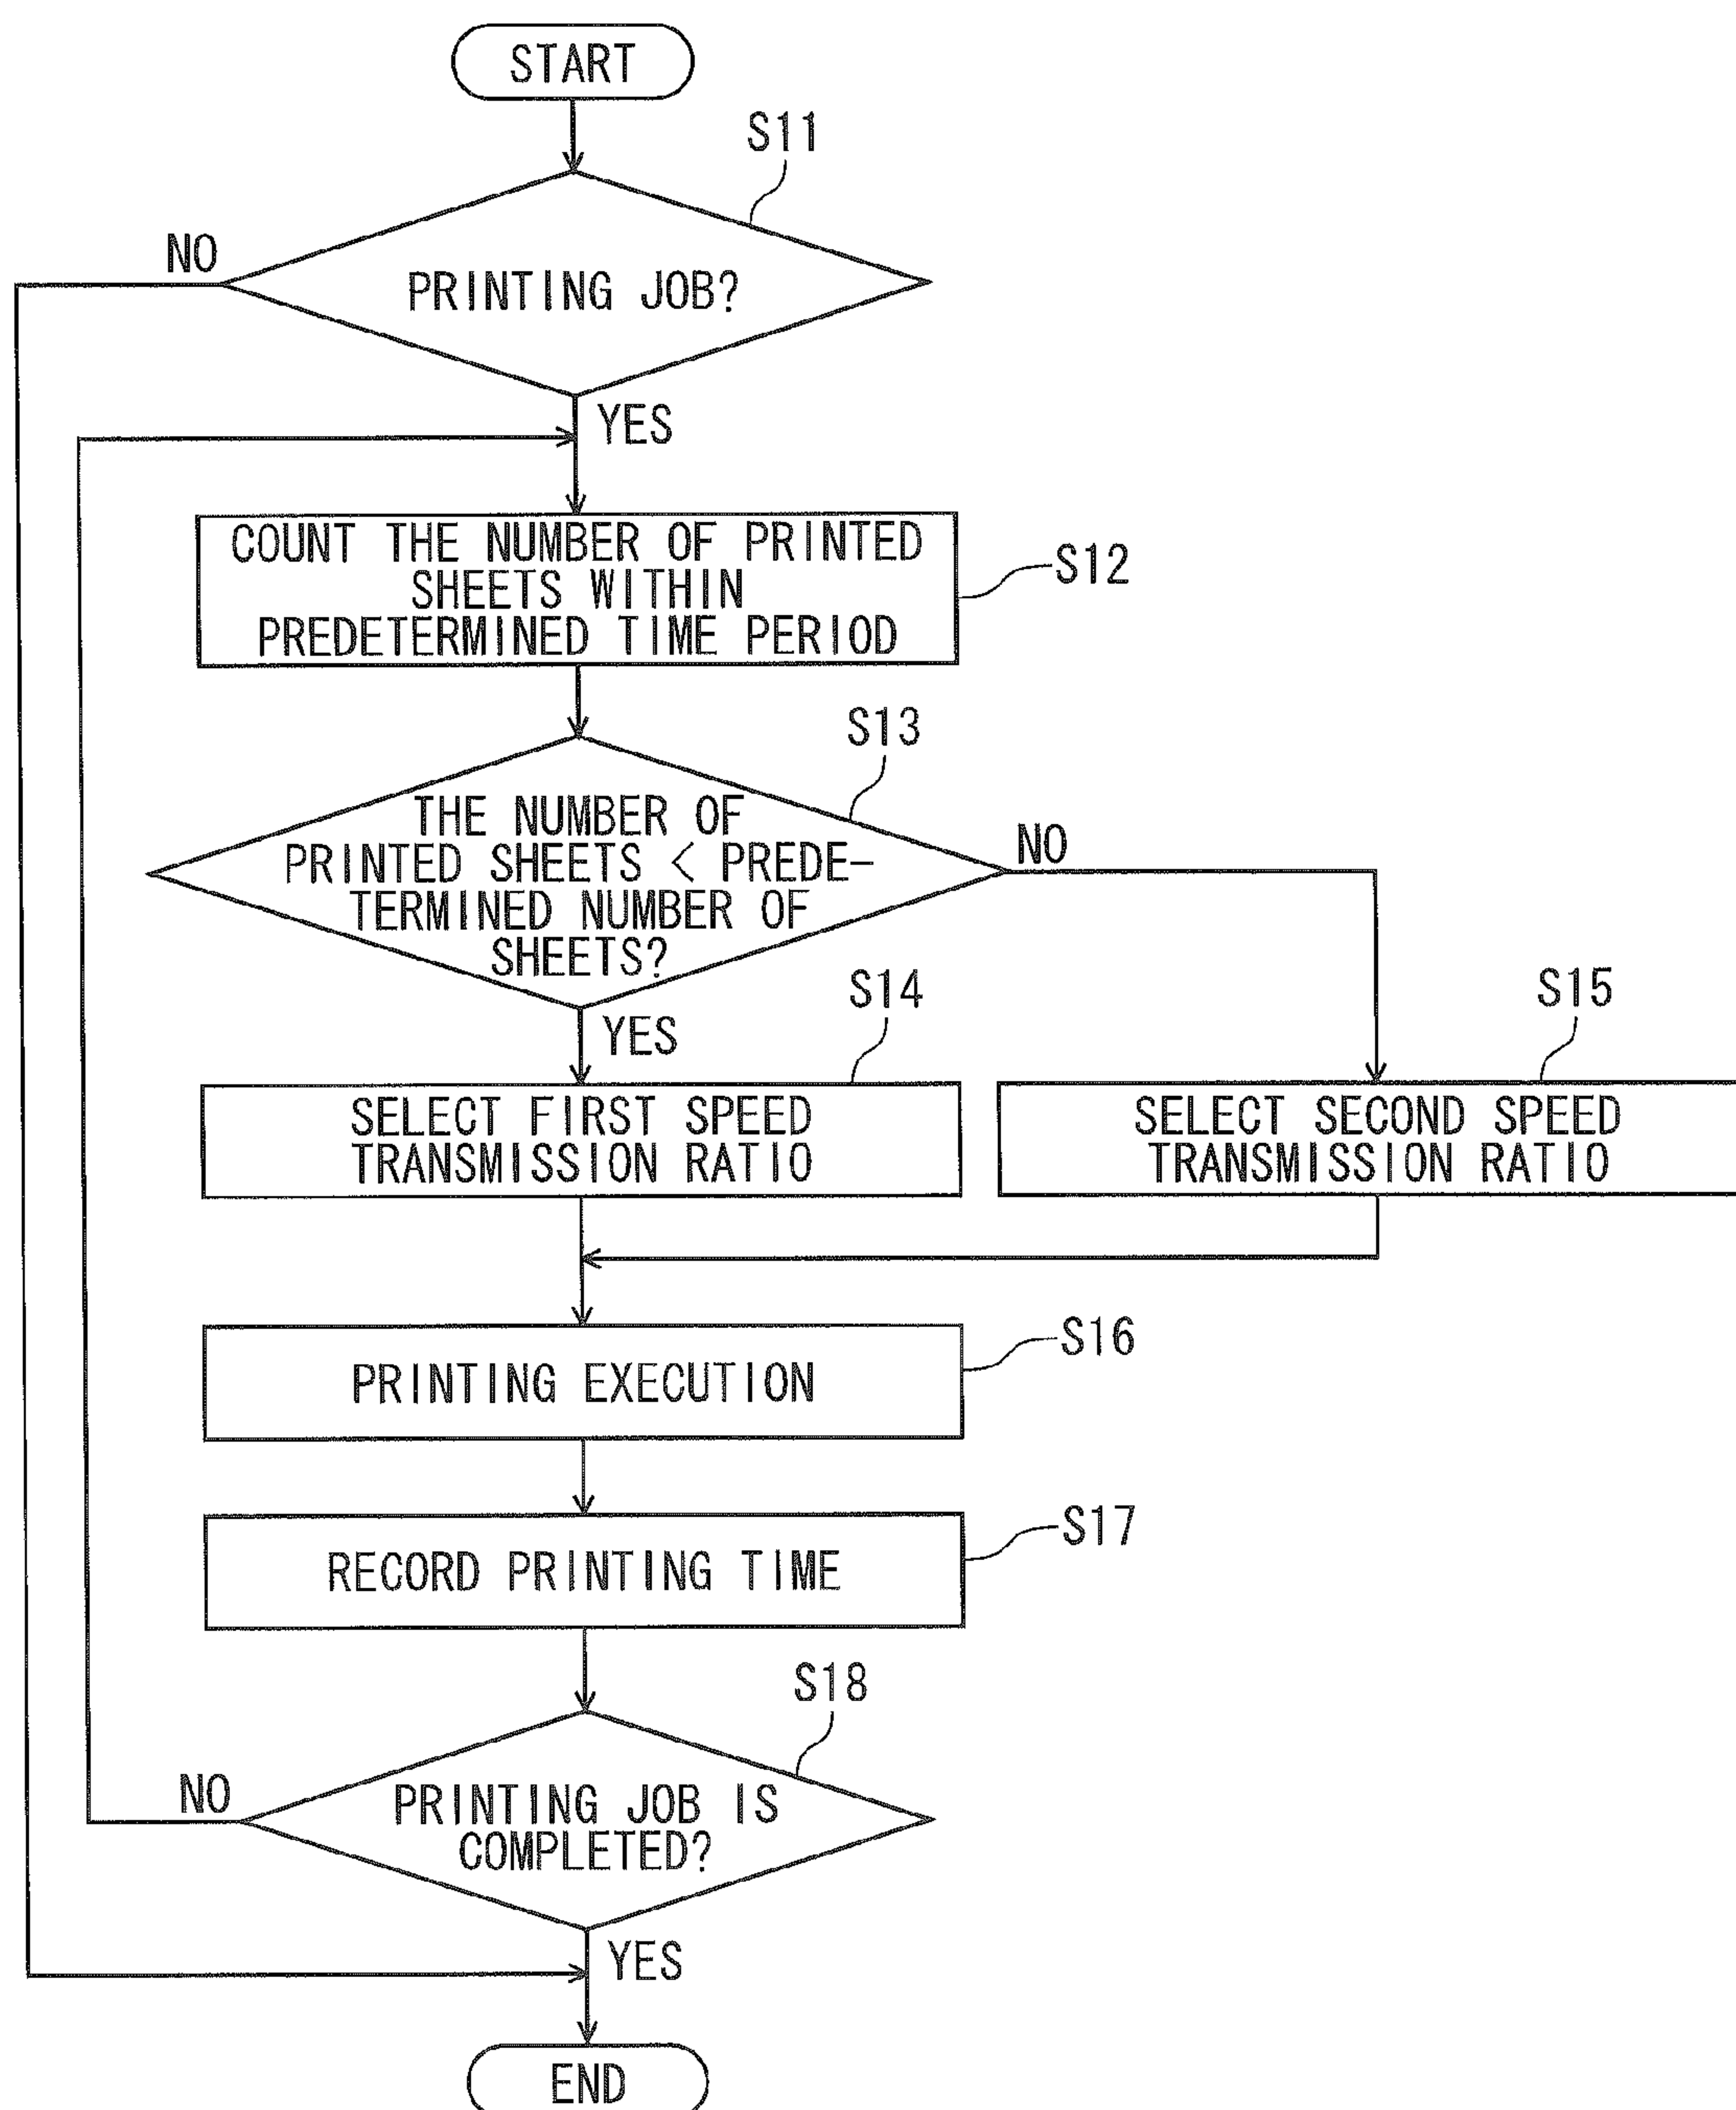 START
S11
NO
PRINTING JOB?
YES
COUNT THE NUMBER OF PRINTED
SHEETS WITHIN
PREDETERMINED TIME PERIOD
S12
S13
THE NUMBER OF
PRINTED SHEETS < PREDE-
TERMINED NUMBER OF
SHEETS?
NO
YES
S14
S15
SELECT FIRST SPEED
TRANSMISSION RATIO
SELECT SECOND SPEED
TRANSMISSION RATIO
PRINTING EXECUTION
S16
RECORD PRINTING TIME
S17
S18
NO
PRINTING JOB IS
COMPLETED?
YES
END